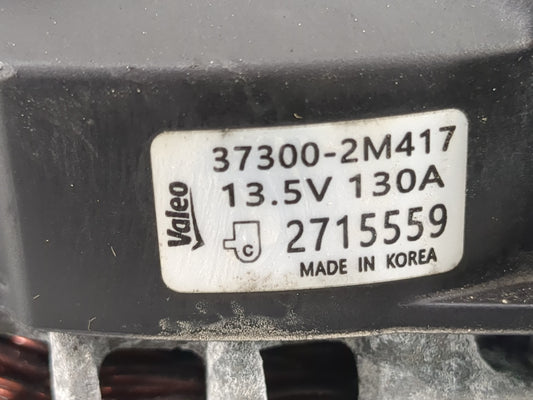 Valeo
37300-2M417
13.5V 130A
C 2715559
MADE IN KOREA